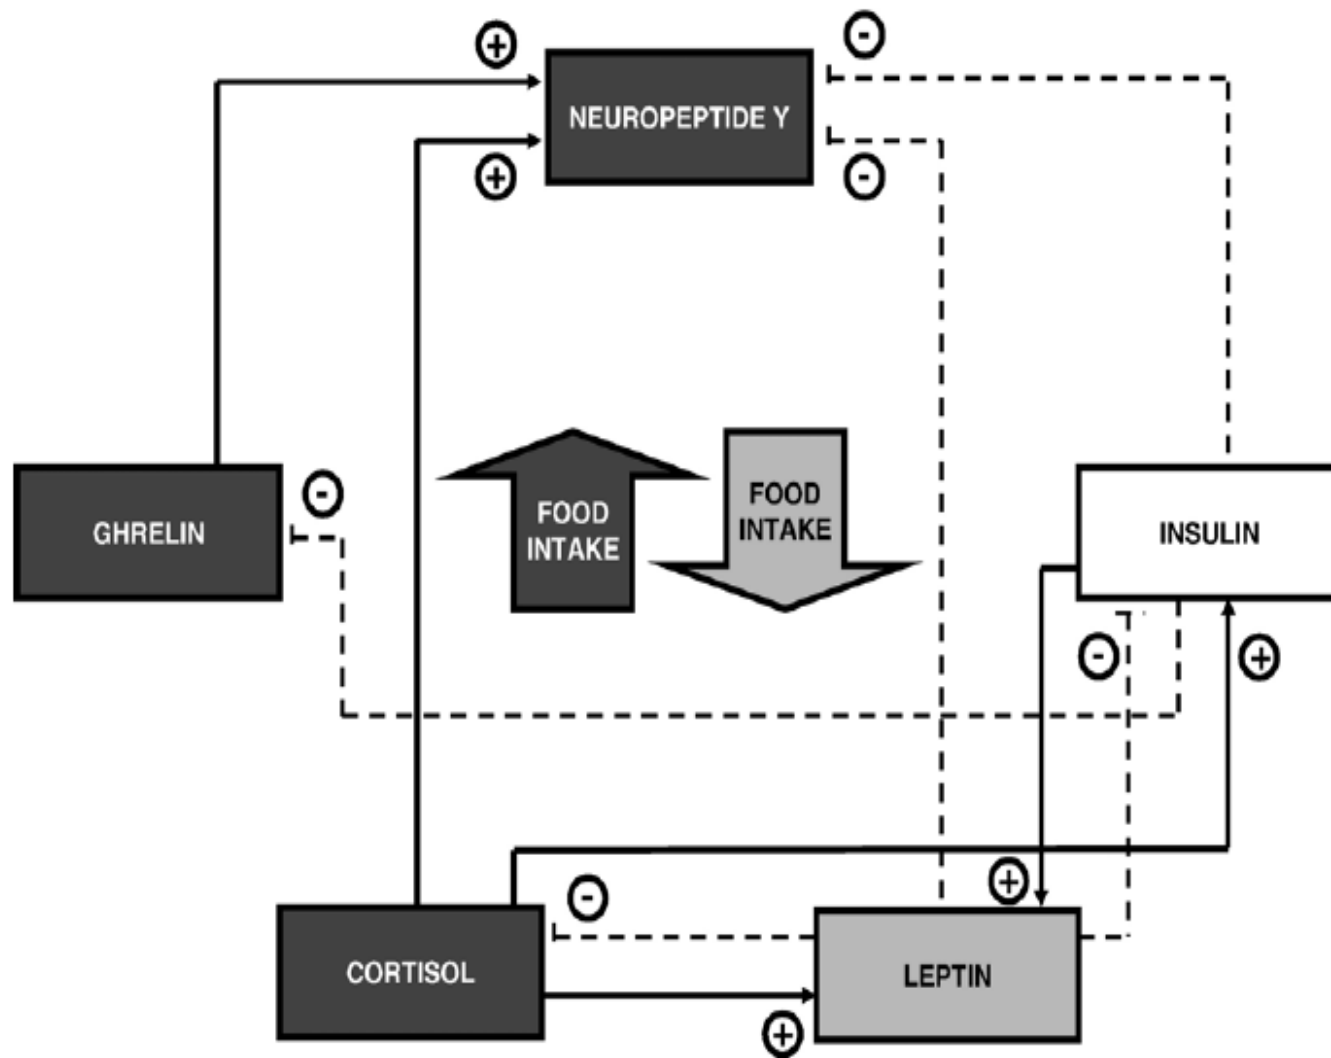 +
-
NEUROPEPTIDE Y
+
-
-
GHRELIN
FOOD
INTAKE
FOOD
INTAKE
INSULIN
-
+
+
-
CORTISOL
LEPTIN
+